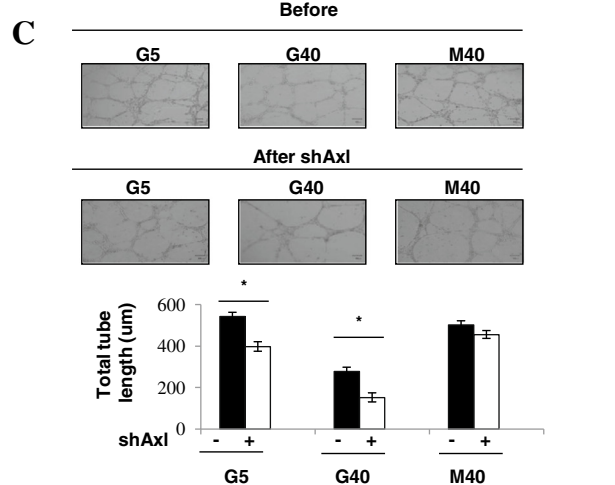 C
Before
G5 G40 M40
After shAxl
G5 G40 M40
* *
Total tube
length (um)
600
400
200
0
shAxl - + - + - +
G5 G40 M40